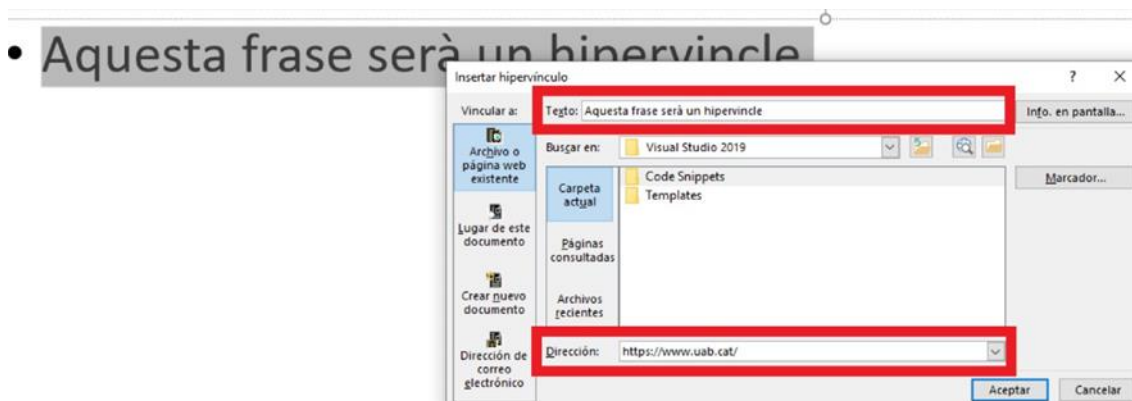 • Aquesta frase serà un hipervincle
Insertar hipervínculo
? X
Vincular a:
Texto: Aquesta frase serà un hipervincle
Info. en pantalla...
Archivo o
página web
existente
Buscar en: Visual Studio 2019
Carpeta
actual
Code Snippets
Templates
Marcador...
Lugar de este
documento
Páginas
consultadas
Crear nuevo
documento
Archivos
recientes
Dirección de
correo
electrónico
Dirección: https://www.uab.cat/
Aceptar
Cancelar